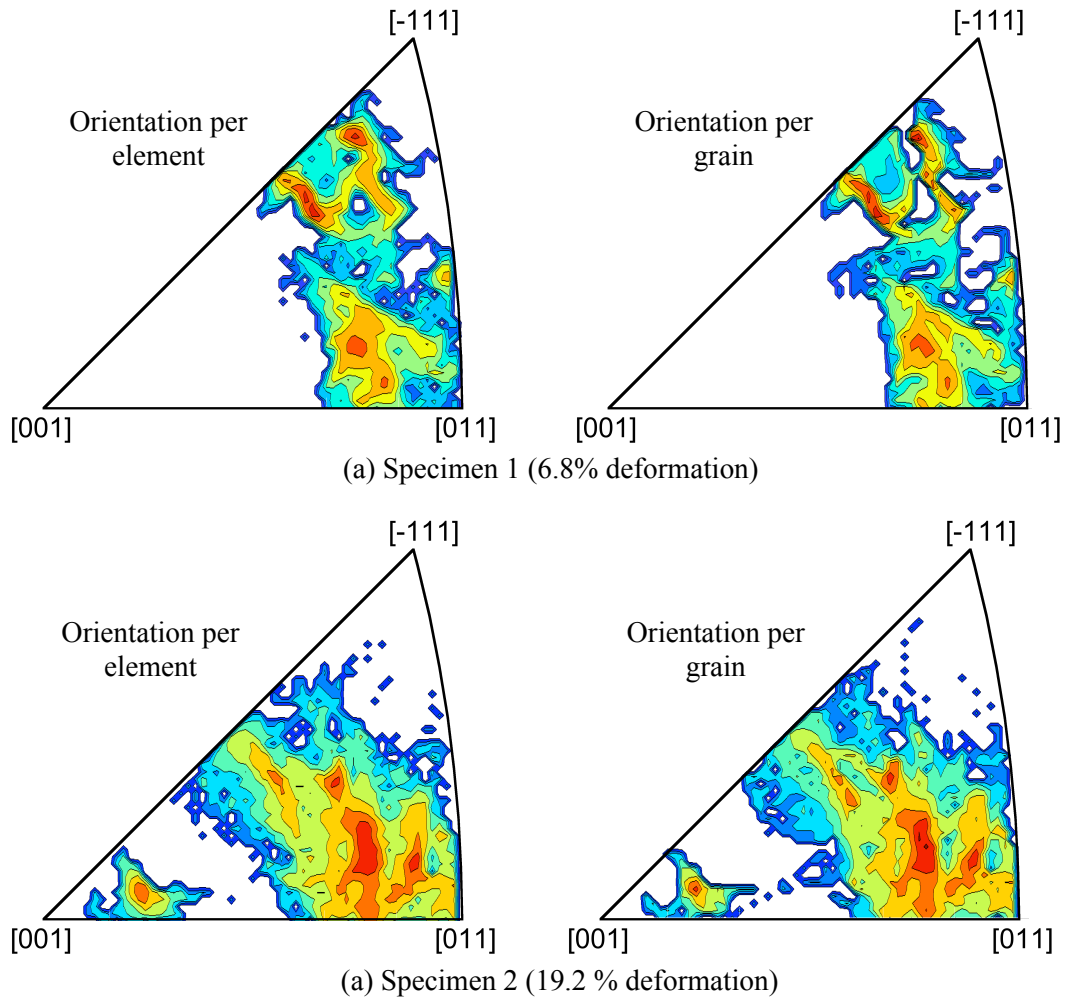 [-111]
[-111]
Orientation per
element
Orientation per
grain
[001]
[011]
[001]
[011]
(a) Specimen 1 (6.8% deformation)
[-111]
[-111]
Orientation per
element
Orientation per
grain
[001]
[011]
[001]
[011]
(a) Specimen 2 (19.2 % deformation)